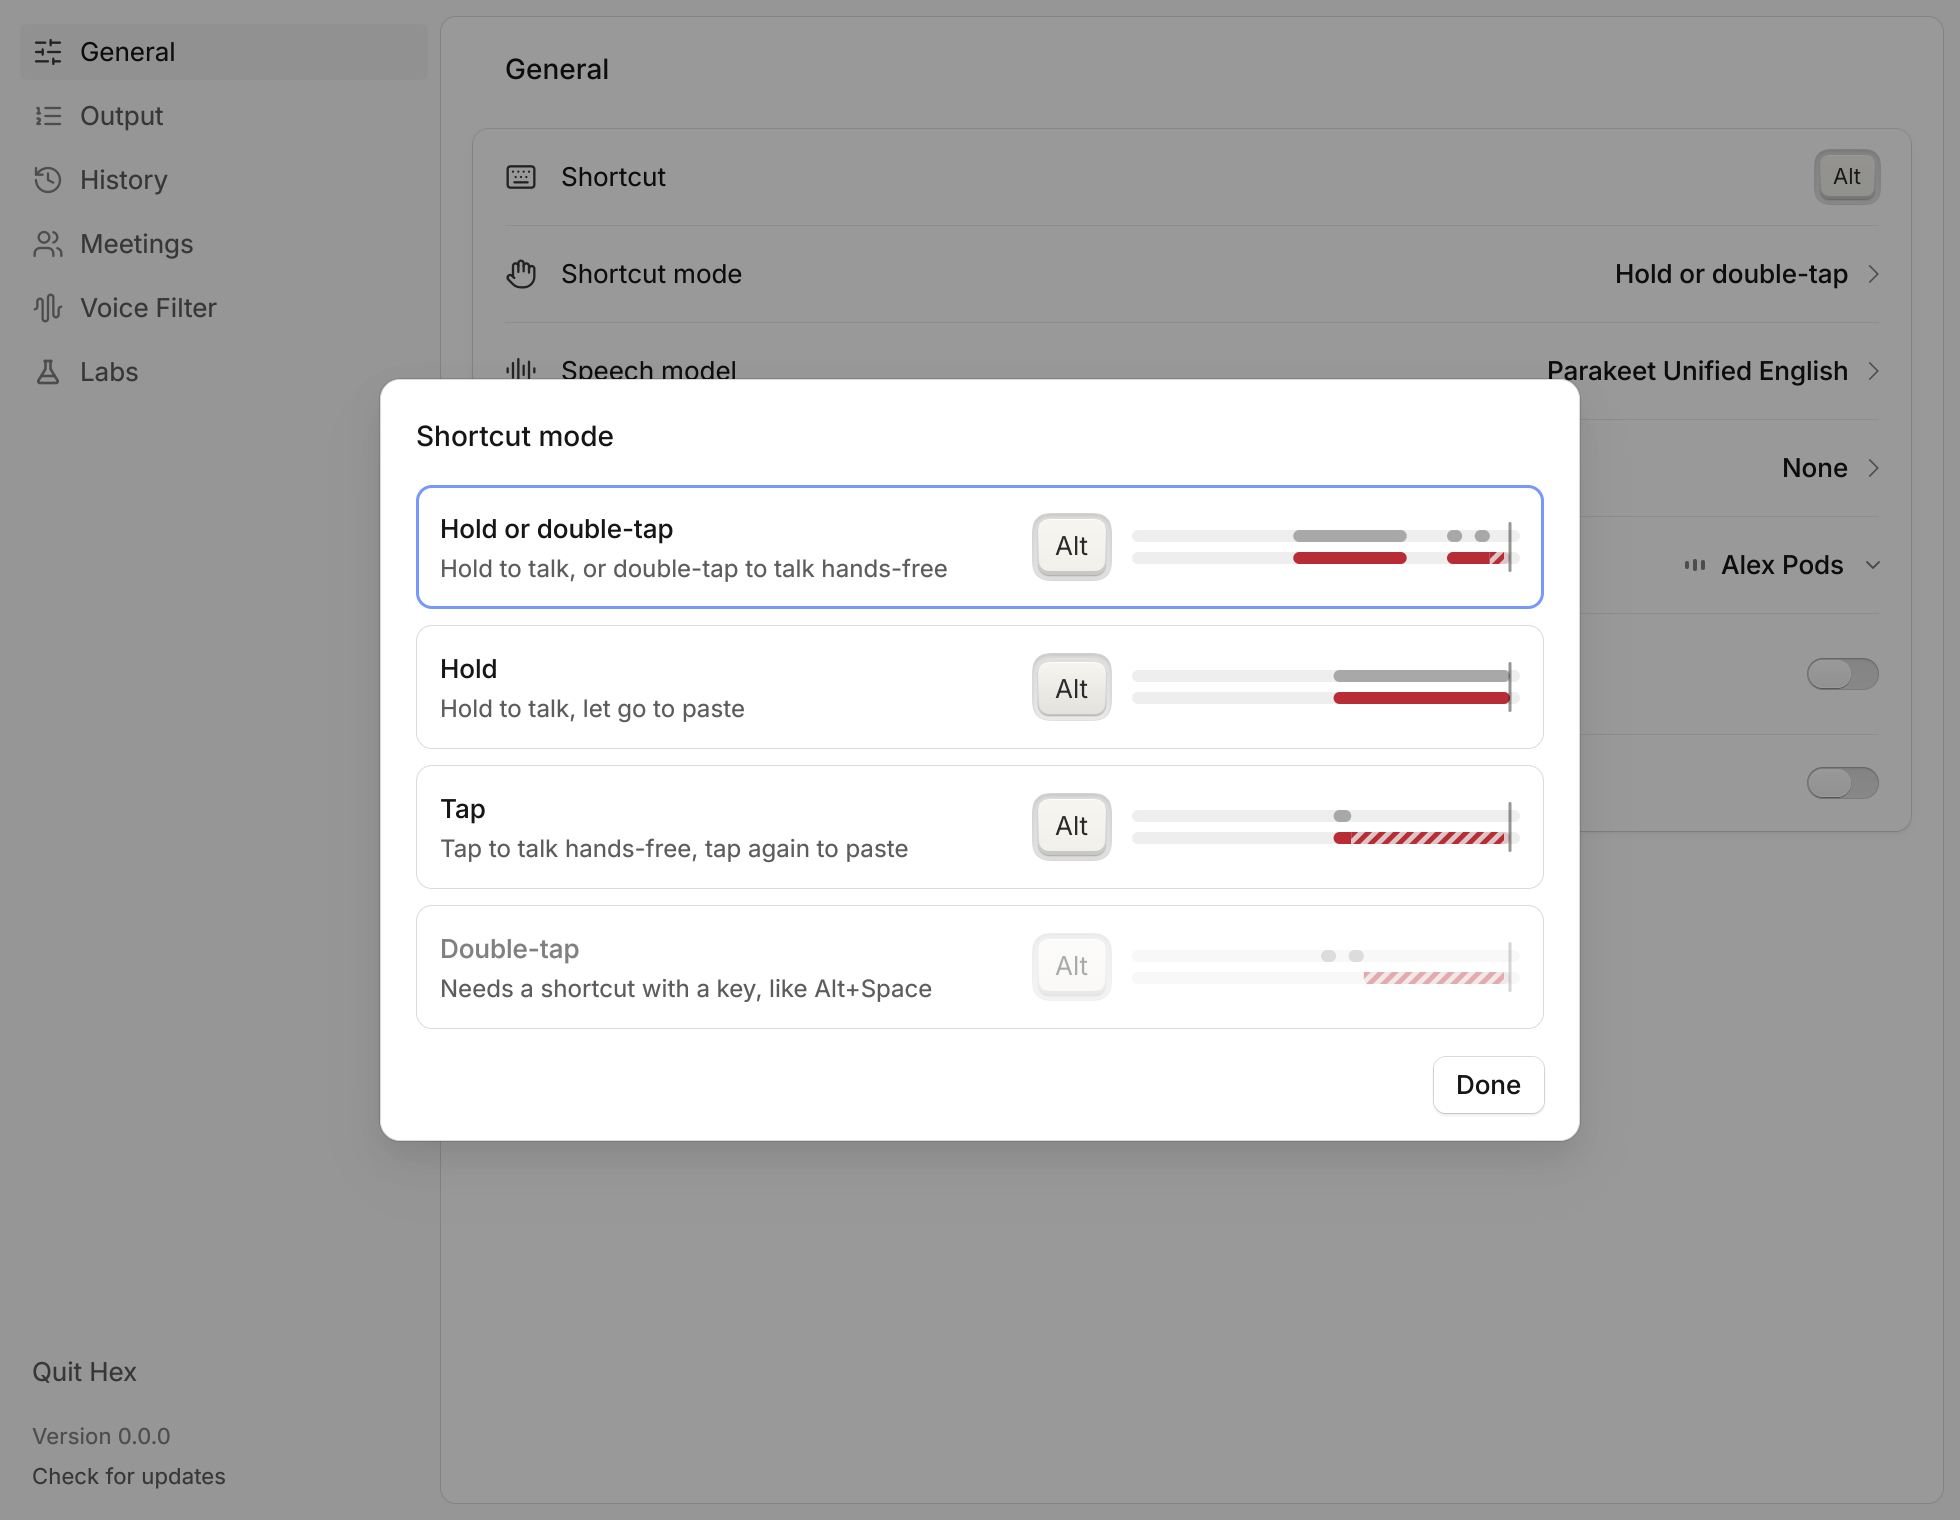 General
Output
History
Meetings
Voice Filter
Labs
General
Shortcut
Alt
Shortcut mode
Hold or double-tap
Speech model
Parakeet Unified English
None
Alex Pods
Shortcut mode
Hold or double-tap
Hold to talk, or double-tap to talk hands-free
Alt
Hold
Hold to talk, let go to paste
Alt
Tap
Tap to talk hands-free, tap again to paste
Alt
Double-tap
Needs a shortcut with a key, like Alt+Space
Alt
Done
Quit Hex
Version 0.0.0
Check for updates